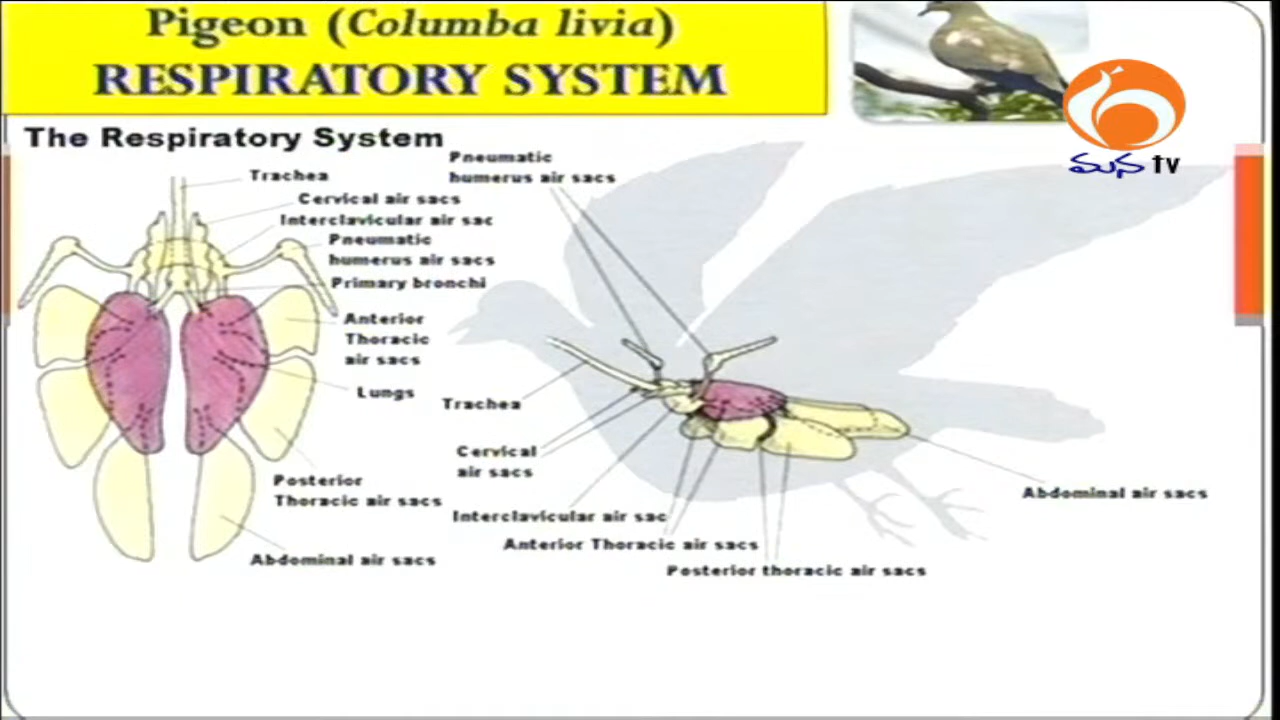 Pigeon (Columba livia)
RESPIRATORY SYSTEM
మన tv
The Respiratory System
Trachea
Cervical air sacs
Interclavicular air sac
Pneumatic
humerus air sacs
Primary bronchi
Anterior
Thoracic
air sacs
Lungs
Posterior
Thoracic air sacs
Abdominal air sacs
Pneumatic
humerus air sacs
Trachea
Cervical
air sacs
Interclavicular air sac
Anterior Thoracic air sacs
Posterior thoracic air sacs
Abdominal air sacs